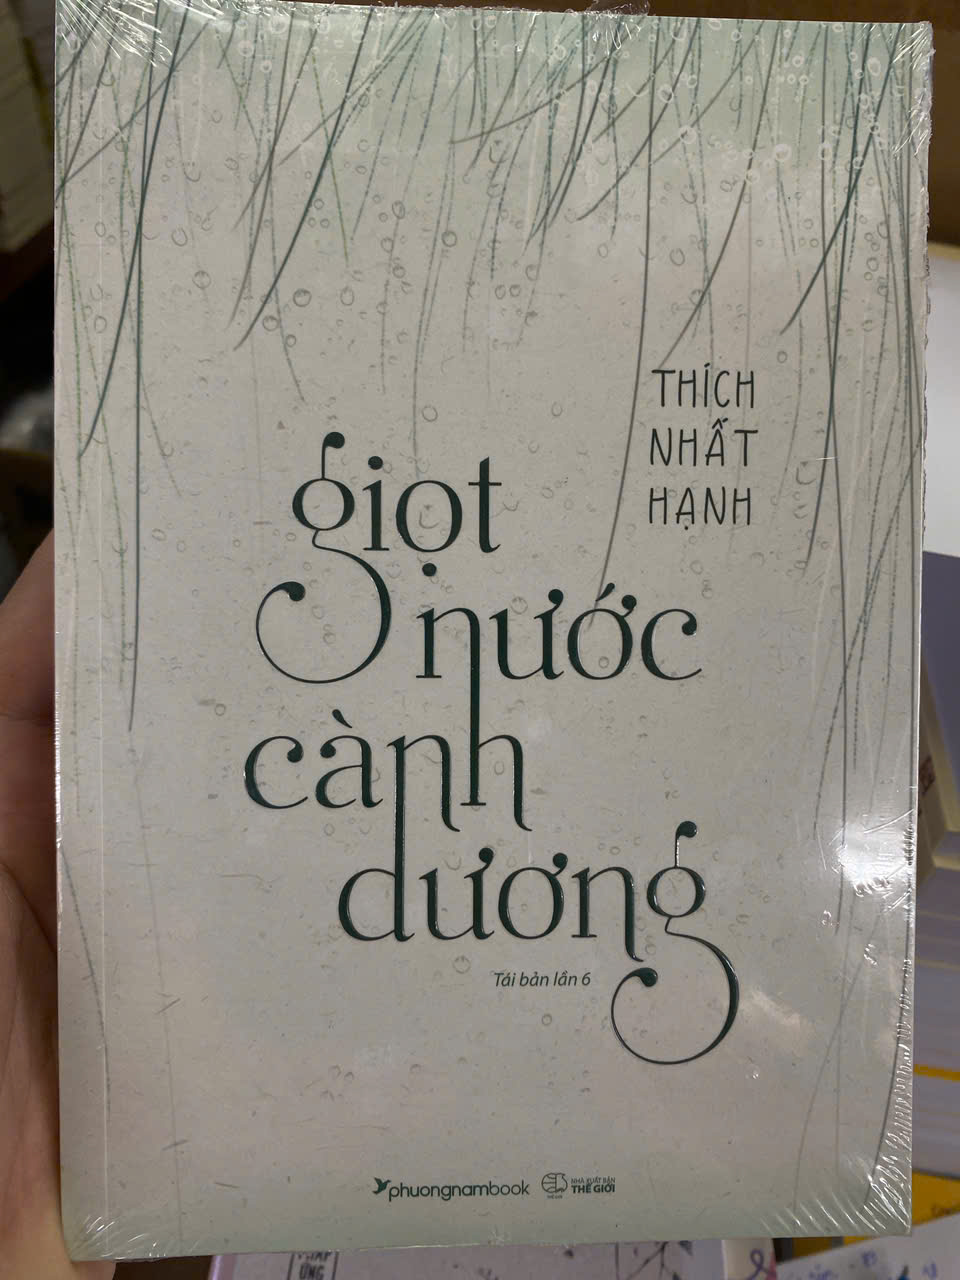 THÍCH
NHẤT
HẠNH
giọt
nước
cành
dương
Tái bản lần 6
phuongnambook
NHÀ XUẤT BẢN
THẾ GIỚI